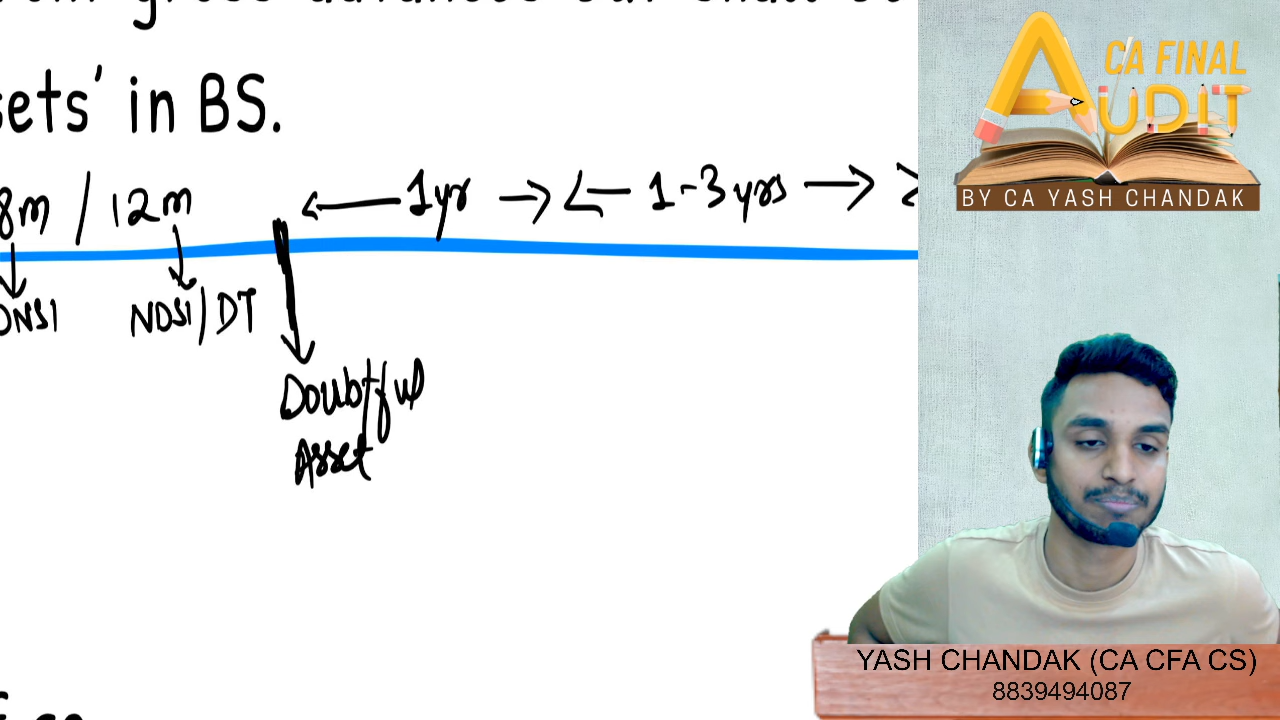 sets' in BS.
8m / 12m
← 1yr → ← 1-3 yrs → >
NDSI/DT
Doubtful
Asset
CA FINAL
AUDIT
BY CA YASH CHANDAK
YASH CHANDAK (CA CFA CS)
8839494087